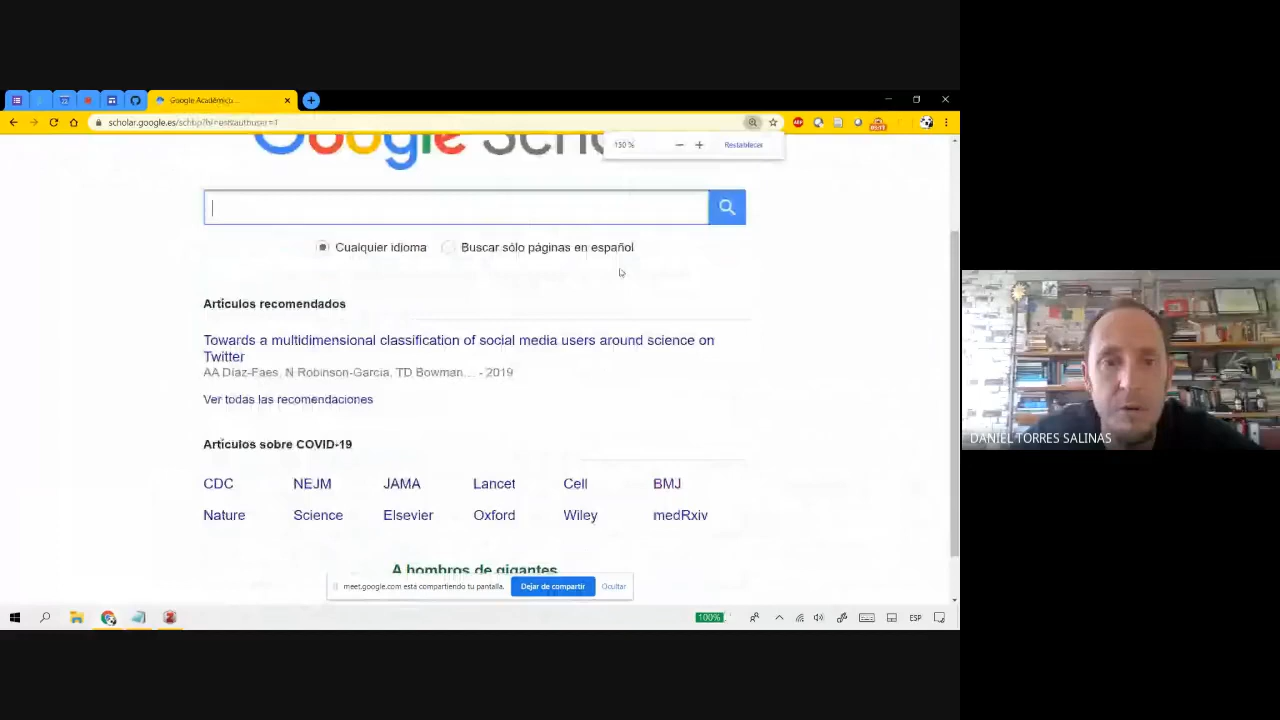 Google Académico...
scholar.google.es/
150 %
Restablecer
Google
Cualquier idioma
Buscar sólo páginas en español
Artículos recomendados
Towards a multidimensional classification of social media users around science on
Twitter
AA Díaz-Faes, N Robinson-Garcia, TD Bowman... - 2019
Ver todas las recomendaciones
Artículos sobre COVID-19
CDC NEJM JAMA Lancet Cell BMJ
Nature Science Elsevier Oxford Wiley medRxiv
A hombros de gigantes
meet.google.com está compartiendo tu pantalla. Dejar de compartir Ocultar
100% ESP
DANIEL TORRES SALINAS